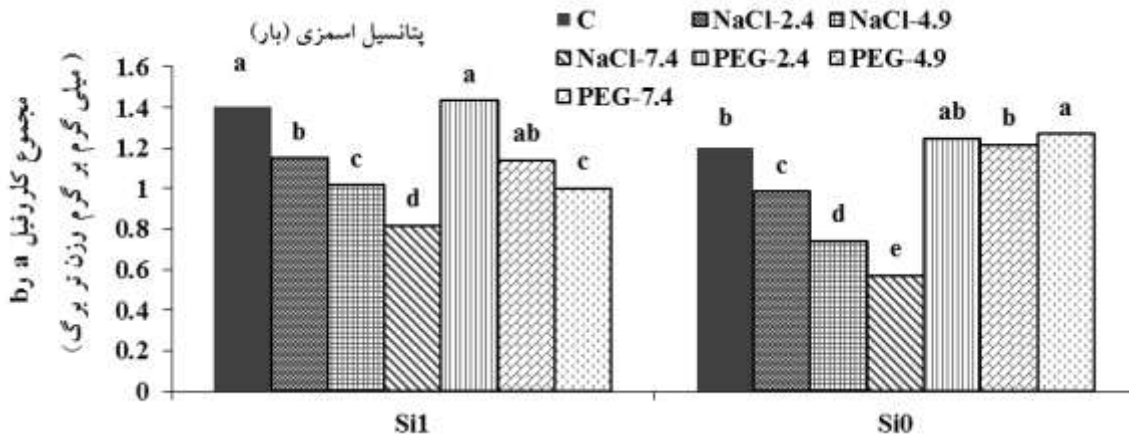 پتانسیل اسمزی (بار)
C NaCl-2.4 NaCl-4.9
NaCl-7.4 PEG-2.4 PEG-4.9
PEG-7.4
مجموع کلروفیل a وb
(میلی گرم بر گرم وزن تر برگ)
1.6
1.4
1.2
1
0.8
0.6
0.4
0.2
0
a b c d a ab c
b c d e ab b a
Si1 Si0